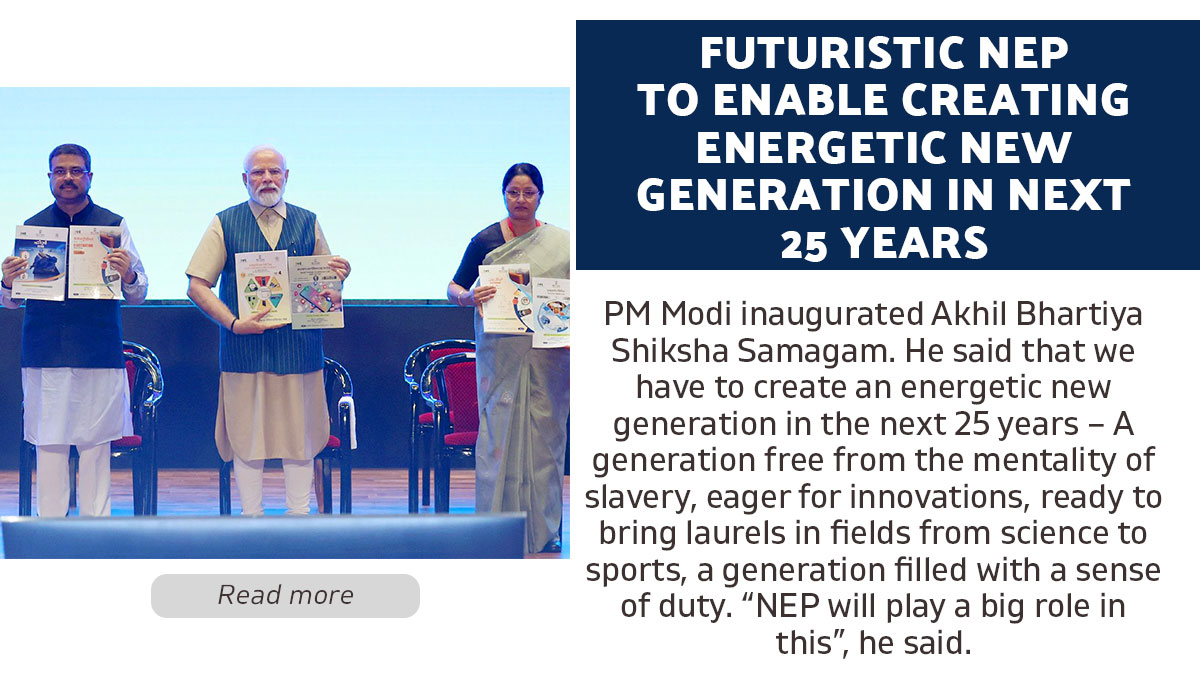 FUTURISTIC NEP
TO ENABLE CREATING
ENERGETIC NEW
GENERATION IN NEXT
25 YEARS
PM Modi inaugurated Akhil Bhartiya
Shiksha Samagam. He said that we
have to create an energetic new
generation in the next 25 years – A
generation free from the mentality of
slavery, eager for innovations, ready to
bring laurels in fields from science to
sports, a generation filled with a sense
of duty. “NEP will play a big role in
this”, he said.
Read more